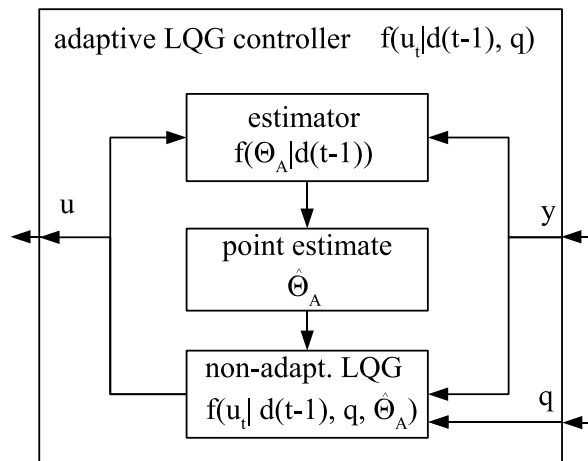 adaptive LQG controller f(u_t|d(t-1), q)
estimator
f(Θ_A|d(t-1))
u
y
point estimate
Θ̂_A
non-adapt. LQG
f(u_t| d(t-1), q, Θ̂_A)
q